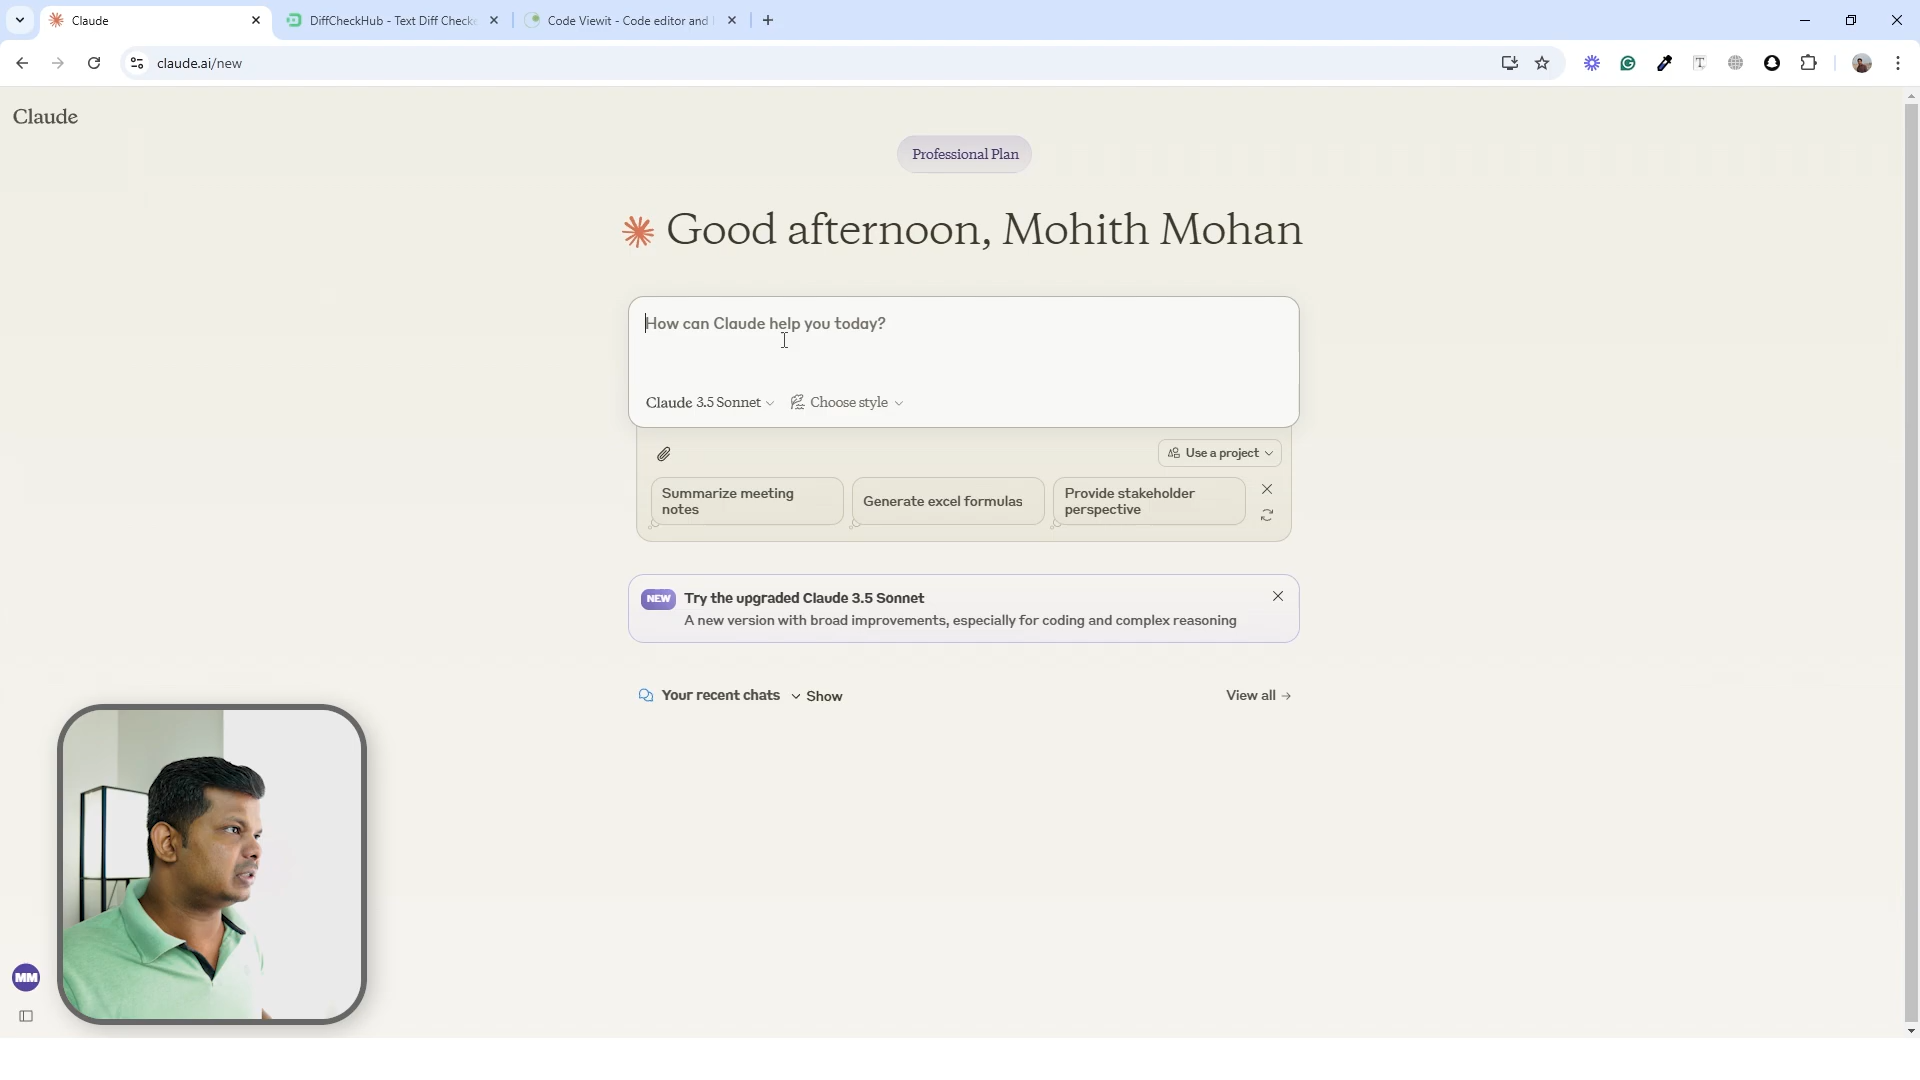 Claude
DiffCheckHub - Text Diff Checke
Code Viewit - Code editor and
claude.ai/new
Claude
Professional Plan
Good afternoon, Mohith Mohan
How can Claude help you today?
Claude 3.5 Sonnet
Choose style
Use a project
Summarize meeting
notes
Generate excel formulas
Provide stakeholder
perspective
NEW
Try the upgraded Claude 3.5 Sonnet
A new version with broad improvements, especially for coding and complex reasoning
Your recent chats
Show
View all
MM